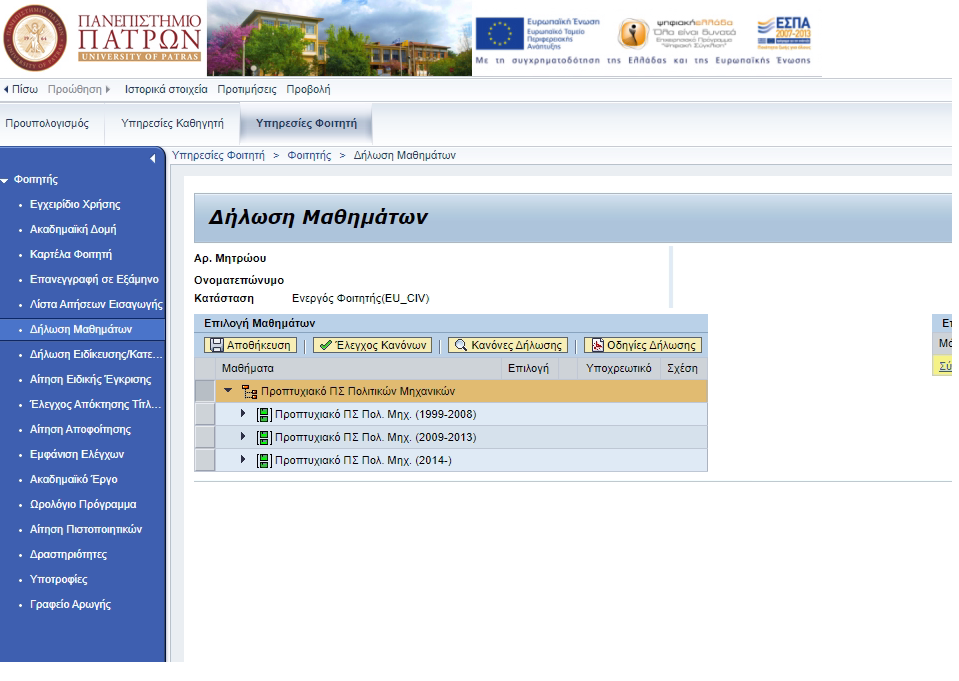 ΠΑΝΕΠΙΣΤΗΜΙΟ
ΠΑΤΡΩΝ
UNIVERSITY OF PATRAS
Ευρωπαϊκή Ένωση
Ευρωπαϊκό Ταμείο
Περιφερειακής
Ανάπτυξης
ψηφιακήελλάδα
Όλα είναι δυνατά
Επιχειρησιακό Πρόγραμμα
"Ψηφιακή Σύγκλιση"
ΕΣΠΑ
2007-2013
Με τη συγχρηματοδότηση της Ελλάδας και της Ευρωπαϊκής Ένωσης
Πίσω Προώθηση Ιστορικά στοιχεία Προτιμήσεις Προβολή
Προυπολογισμός Υπηρεσίες Καθηγητή Υπηρεσίες Φοιτητή
Υπηρεσίες Φοιτητή > Φοιτητής > Δήλωση Μαθημάτων
Φοιτητής
Εγχειρίδιο Χρήσης
Ακαδημαϊκή Δομή
Καρτέλα Φοιτητή
Επανεγγραφή σε Εξάμηνο
Λίστα Αιτήσεων Εισαγωγής
Δήλωση Μαθημάτων
Δήλωση Ειδίκευσης/Κατε...
Αίτηση Ειδικής Έγκρισης
Έλεγχος Απόκτησης Τίτλ...
Αίτηση Αποφοίτησης
Εμφάνιση Ελέγχων
Ακαδημαϊκό Έργο
Ωρολόγιο Πρόγραμμα
Αίτηση Πιστοποιητικών
Δραστηριότητες
Υποτροφίες
Γραφείο Αρωγής
Δήλωση Μαθημάτων
Αρ. Μητρώου
Ονοματεπώνυμο
Κατάσταση Ενεργός Φοιτητής(EU_CIV)
Επιλογή Μαθημάτων
Αποθήκευση Έλεγχος Κανόνων Κανόνες Δήλωσης Οδηγίες Δήλωσης
Μαθήματα Επιλογή Υποχρεωτικό Σχέση
Προπτυχιακό ΠΣ Πολιτικών Μηχανικών
Προπτυχιακό ΠΣ Πολ. Μηχ. (1999-2008)
Προπτυχιακό ΠΣ Πολ. Μηχ. (2009-2013)
Προπτυχιακό ΠΣ Πολ. Μηχ. (2014-)